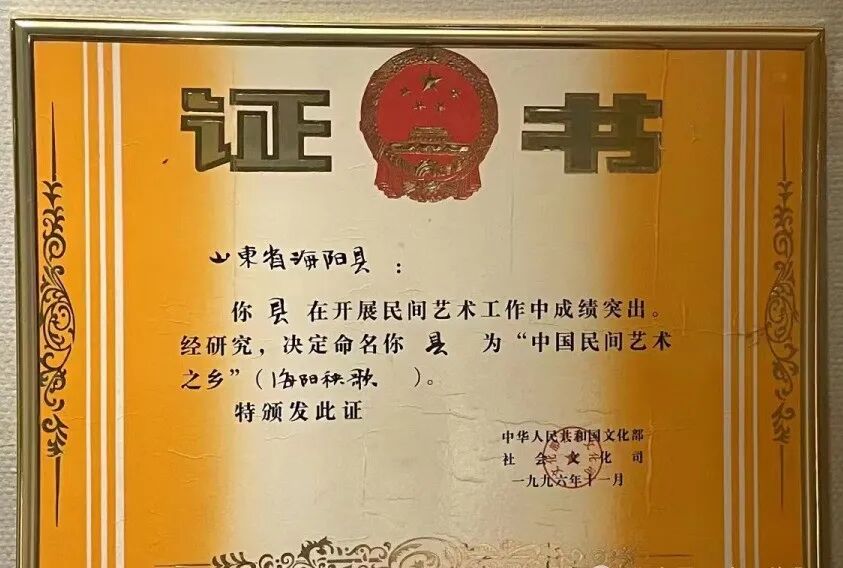 证书
山東省海阳县：
你县在开展民间艺术工作中成绩突出。
经研究，决定命名你县为“中国民间艺术
之乡”（海阳秧歌）。
特颁发此证
中华人民共和国文化部
社会文化司
一九九六年十一月